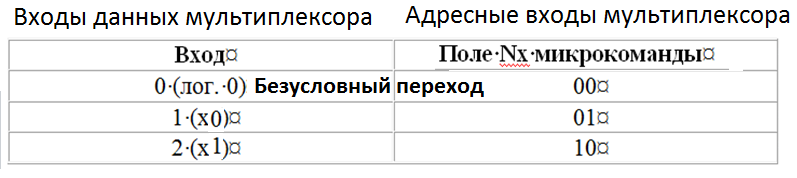 Входы данных мультиплексора Адресные входы мультиплексора
Вход¤ Поле·Nx·микрокоманды¤
0·(лог.·0) Безусловный переход 00¤
1·(x0)¤ 01¤
2·(x1)¤ 10¤